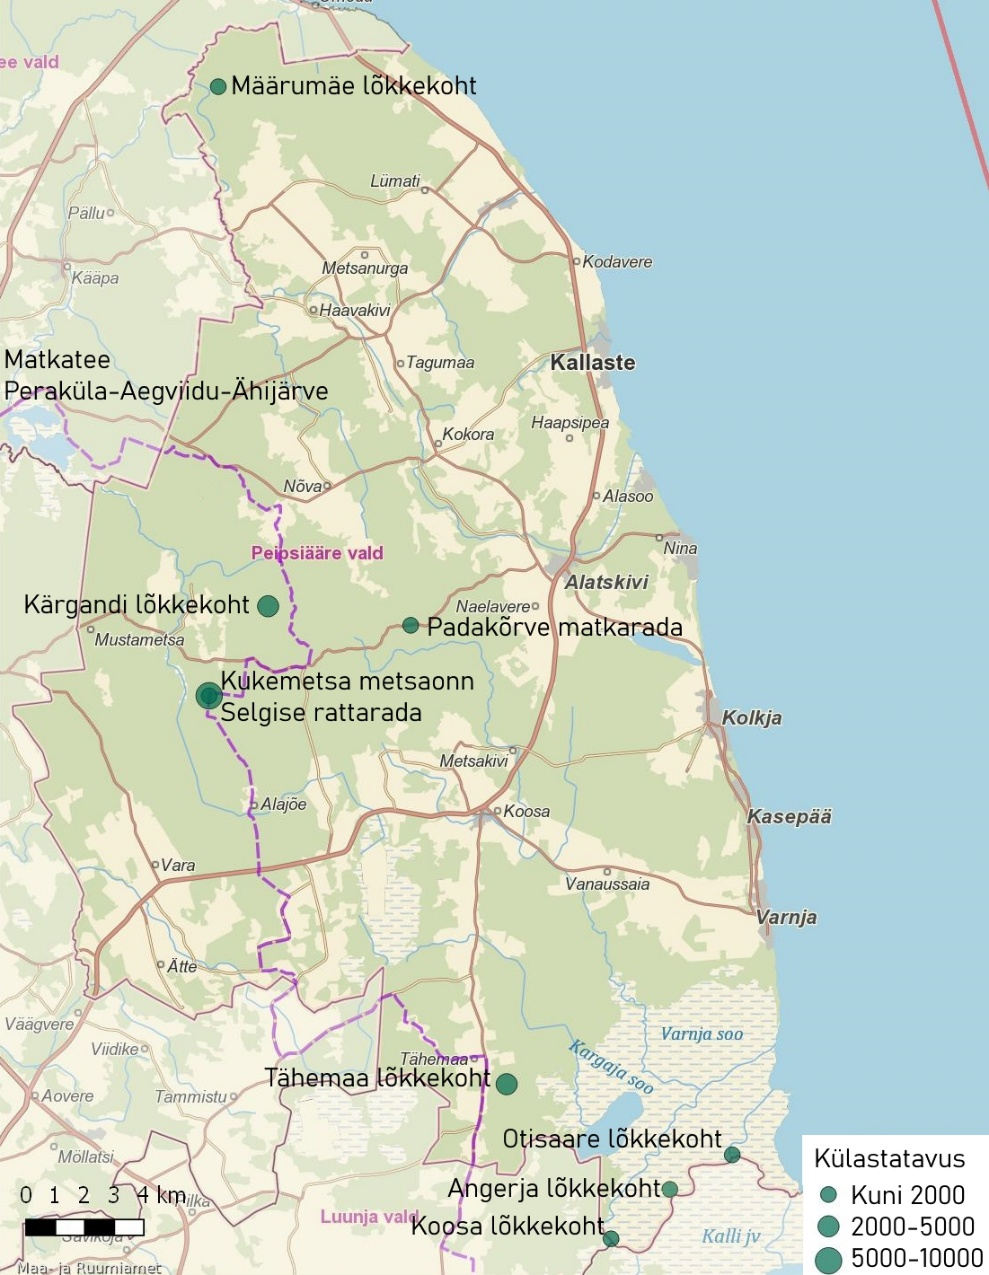 ee vald
Määrumäe lõkkekoht
Lümati
Pällu
Kodavere
Metsanurga
Kääpa
Haavakivi
Matkatee
Peraküla-Aegviidu-Ähijärve
Tagumaa
Kallaste
Haapsipea
Kokora
Nõva
Alasoo
Peipsiääre vald
Nina
Alatskivi
Kärgandi lõkkekoht
Naelavere
Padakõrve matkarada
Mustametsa
Kukemetsa metsaonn
Selgise rattarada
Kolkja
Metsakivi
Alajõe
Koosa
Kasepää
Vara
Vanaussaia
Varnja
Ätte
Väägvere
Varnja soo
Viidike
Kargaja soo
Tähemaa
Tähemaa lõkkekoht
Aovere
Tammistu
Otisaare lõkkekoht
Möllatsi
Külastatavus
Angerja lõkkekoht
Kuni 2000
0 1 2 3 4 km
Luunja vald
Koosa lõkkekoht
2000-5000
Kalli jv
Savikoja
5000-10000
Maa- ja Ruumiamet